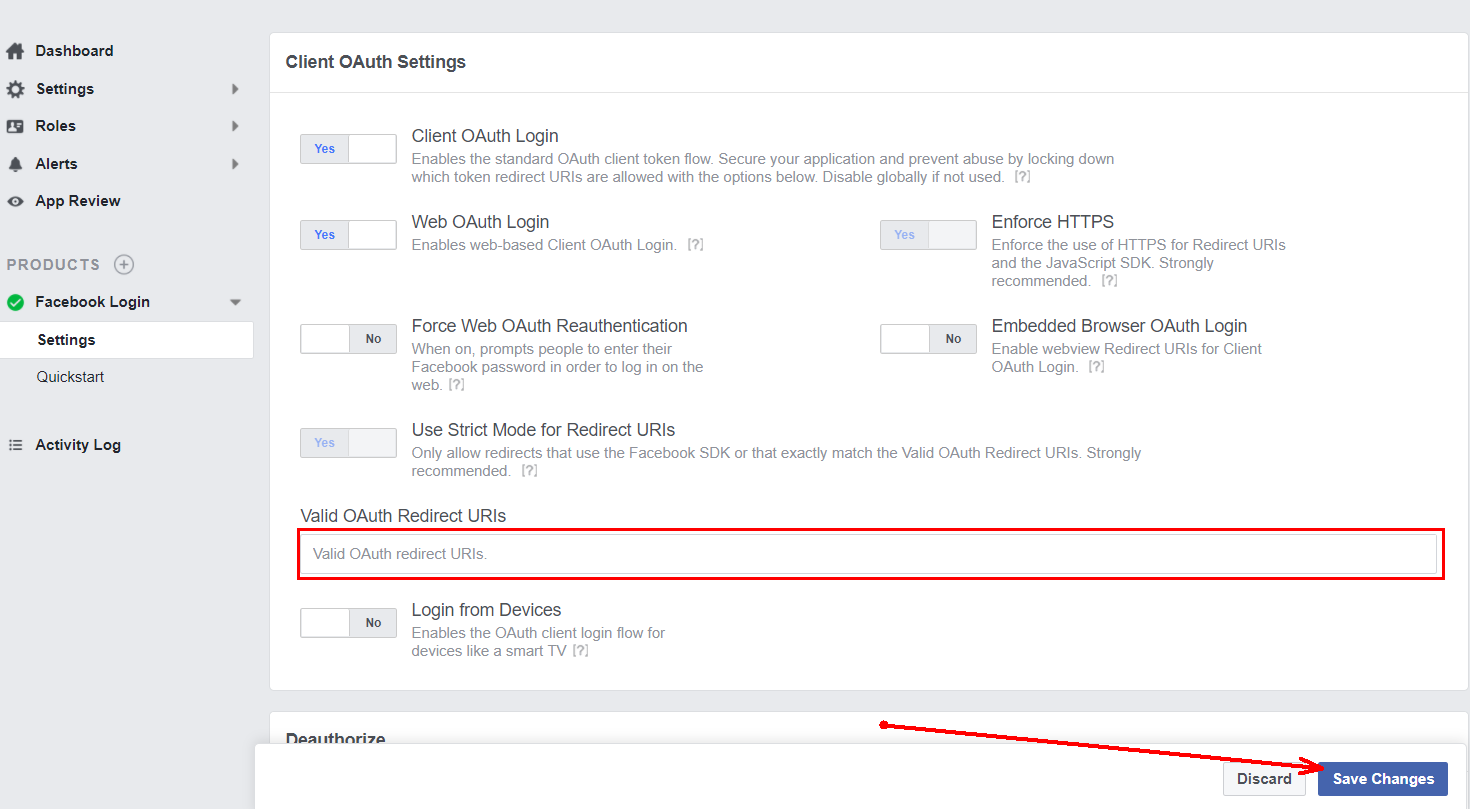 Dashboard
Settings
Roles
Alerts
App Review
PRODUCTS
Facebook Login
Settings
Quickstart
Activity Log
Client OAuth Settings
Yes
Client OAuth Login
Enables the standard OAuth client token flow. Secure your application and prevent abuse by locking down
which token redirect URIs are allowed with the options below. Disable globally if not used. [?]
Yes
Web OAuth Login
Enables web-based Client OAuth Login. [?]
Yes
Enforce HTTPS
Enforce the use of HTTPS for Redirect URIs
and the JavaScript SDK. Strongly
recommended. [?]
No
Force Web OAuth Reauthentication
When on, prompts people to enter their
Facebook password in order to log in on the
web. [?]
No
Embedded Browser OAuth Login
Enable webview Redirect URIs for Client
OAuth Login. [?]
Yes
Use Strict Mode for Redirect URIs
Only allow redirects that use the Facebook SDK or that exactly match the Valid OAuth Redirect URIs. Strongly
recommended. [?]
Valid OAuth Redirect URIs
Valid OAuth redirect URIs.
No
Login from Devices
Enables the OAuth client login flow for
devices like a smart TV [?]
Deauthorize
Discard
Save Changes